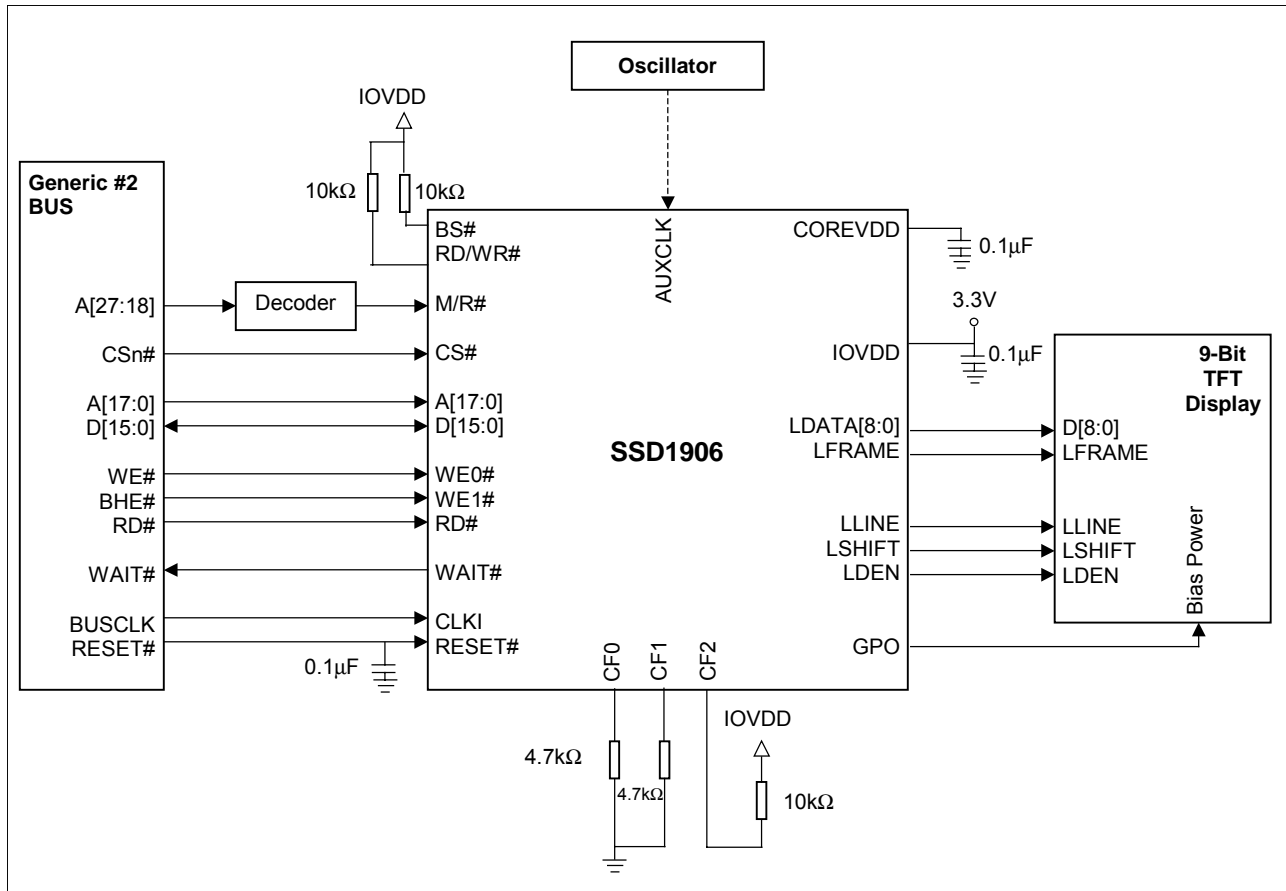 Oscillator
IOVDD
10kΩ
10kΩ
Generic #2
BUS
A[27:18]
CSn#
A[17:0]
D[15:0]
WE#
BHE#
RD#
WAIT#
BUSCLK
RESET#
Decoder
0.1μF
BS#
RD/WR#
M/R#
CS#
A[17:0]
D[15:0]
WE0#
WE1#
RD#
WAIT#
CLKI
RESET#
AUXCLK
SSD1906
COREVDD
IOVDD
LDATA[8:0]
LFRAME
LLINE
LSHIFT
LDEN
GPO
CF0
CF1
CF2
0.1μF
3.3V
0.1μF
9-Bit
TFT
Display
D[8:0]
LFRAME
LLINE
LSHIFT
LDEN
Bias Power
4.7kΩ
4.7kΩ
IOVDD
10kΩ